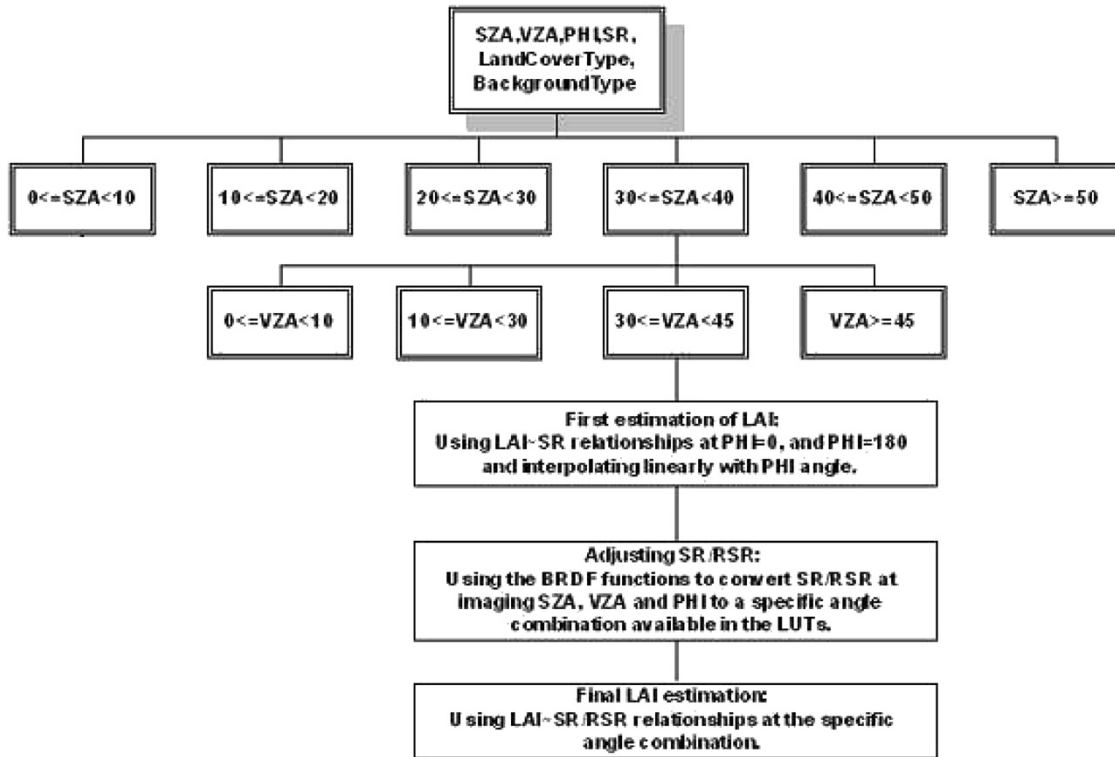 SZA,VZA,PHI,SR,
LandCoverType,
BackgroundType
0<=SZA<10
10<=SZA<20
20<=SZA<30
30<=SZA<40
40<=SZA<50
SZA>=50
0<=VZA<10
10<=VZA<30
30<=VZA<45
VZA>=45
First estimation of LAI:
Using LAI~SR relationships at PHI=0, and PHI=180
and interpolating linearly with PHI angle.
Adjusting SR/RSR:
Using the BRDF functions to convert SR/RSR at
imaging SZA, VZA and PHI to a specific angle
combination available in the LUTs.
Final LAI estimation:
Using LAI~SR/RSR relationships at the specific
angle combination.